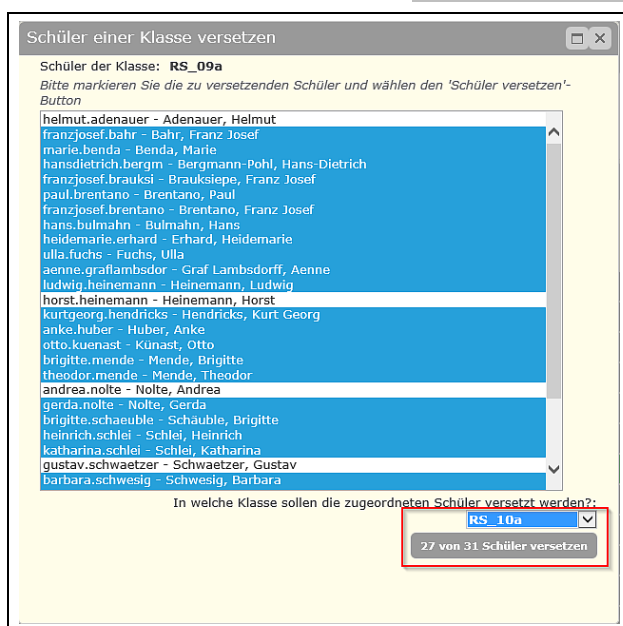 Schüler einer Klasse versetzen
Schüler der Klasse: RS_09a
Bitte markieren Sie die zu versetzenden Schüler und wählen den 'Schüler versetzen'-
Button
helmut.adenauer - Adenauer, Helmut
franzjosef.bahr - Bahr, Franz Josef
marie.benda - Benda, Marie
hansdietrich.bergm - Bergmann-Pohl, Hans-Dietrich
franzjosef.brauksi - Brauksiepe, Franz Josef
paul.brentano - Brentano, Paul
franzjosef.brentano - Brentano, Franz Josef
hans.bulmahn - Bulmahn, Hans
heidemarie.erhard - Erhard, Heidemarie
ulla.fuchs - Fuchs, Ulla
aenne.graflambsdor - Graf Lambsdorff, Aenne
ludwig.heinemann - Heinemann, Ludwig
horst.heinemann - Heinemann, Horst
kurtgeorg.hendricks - Hendricks, Kurt Georg
anke.huber - Huber, Anke
otto.kuenast - Künast, Otto
brigitte.mende - Mende, Brigitte
theodor.mende - Mende, Theodor
andrea.nolte - Nolte, Andrea
gerda.nolte - Nolte, Gerda
brigitte.schaeuble - Schäuble, Brigitte
heinrich.schlei - Schlei, Heinrich
katharina.schlei - Schlei, Katharina
gustav.schwaetzer - Schwaetzer, Gustav
barbara.schwesig - Schwesig, Barbara
In welche Klasse sollen die zugeordneten Schüler versetzt werden?:
RS_10a
27 von 31 Schüler versetzen